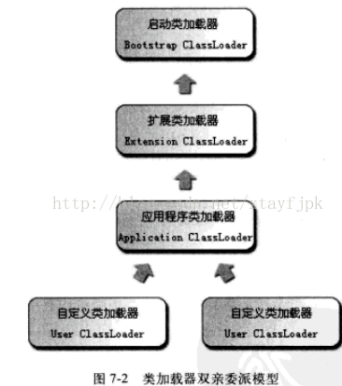 启动类加载器
Bootstrap ClassLoader
扩展类加载器
Extension ClassLoader
应用程序类加载器
Application ClassLoader
自定义类加载器
User ClassLoader
自定义类加载器
User ClassLoader
图 7-2 类加载器双亲委派模型